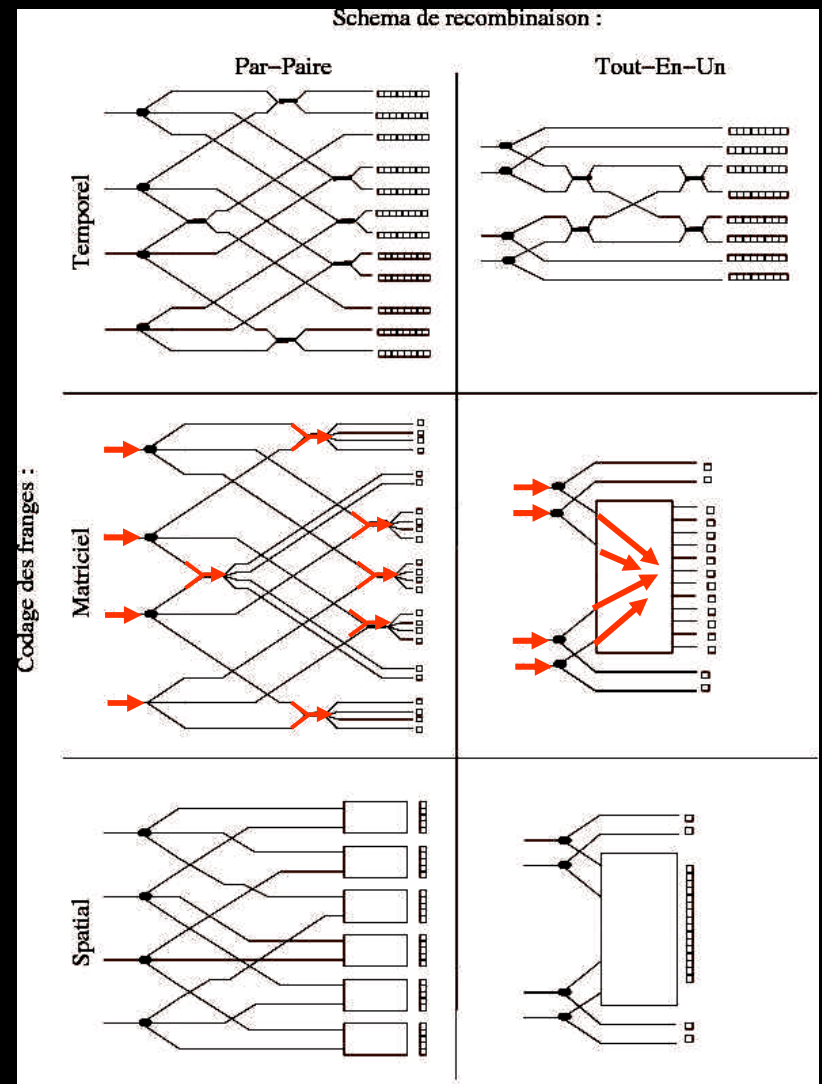 Schema de recombinaison :
Par-Paire
Tout-En-Un
Codage des franges :
Temporel
Matriciel
Spatial